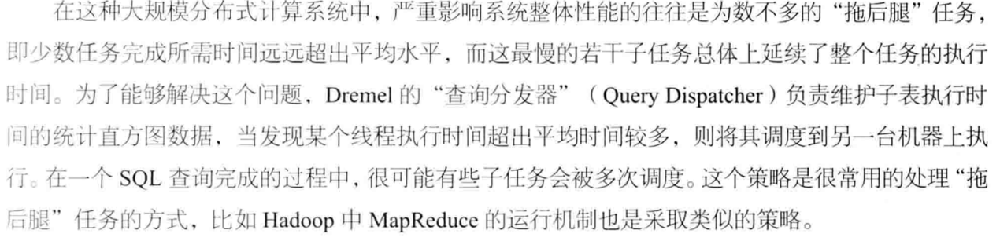 在这种大规模分布式计算系统中，严重影响系统整体性能的往往是为数不多的“拖后腿”任务，
即少数任务完成所需时间远远超出平均水平，而这最慢的若干子任务总体上延续了整个任务的执行
时间。为了能够解决这个问题，Dremel 的“查询分发器”（Query Dispatcher）负责维护子表执行时
间的统计直方图数据，当发现某个线程执行时间超出平均时间较多，则将其调度到另一台机器上执
行。在一个 SQL 查询完成的过程中，很可能有些子任务会被多次调度。这个策略是很常用的处理“拖
后腿”任务的方式，比如 Hadoop 中 MapReduce 的运行机制也是采取类似的策略。